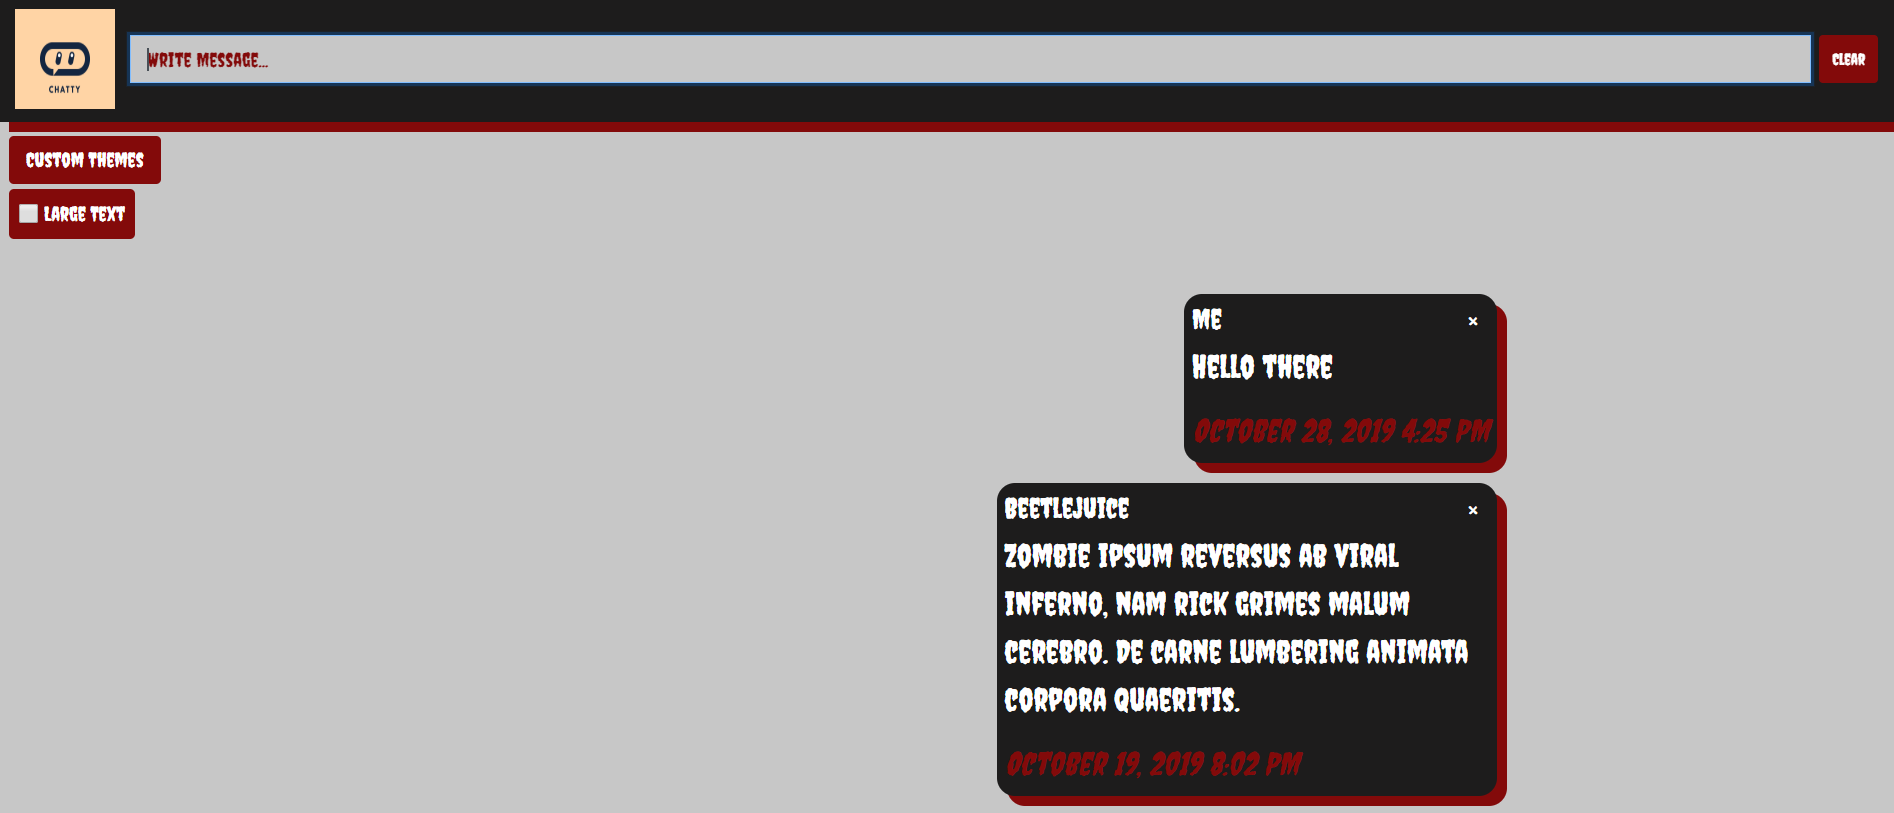 CHATTY
WRITE MESSAGE...
CLEAR
CUSTOM THEMES
LARGE TEXT
ME ×
HELLO THERE
OCTOBER 28, 2019 4:25 PM
BEETLEJUICE ×
ZOMBIE IPSUM REVERSUS AB VIRAL
INFERNO, NAM RICK GRIMES MALUM
CEREBRO. DE CARNE LUMBERING ANIMATA
CORPORA QUAERITIS.
OCTOBER 19, 2019 8:02 PM